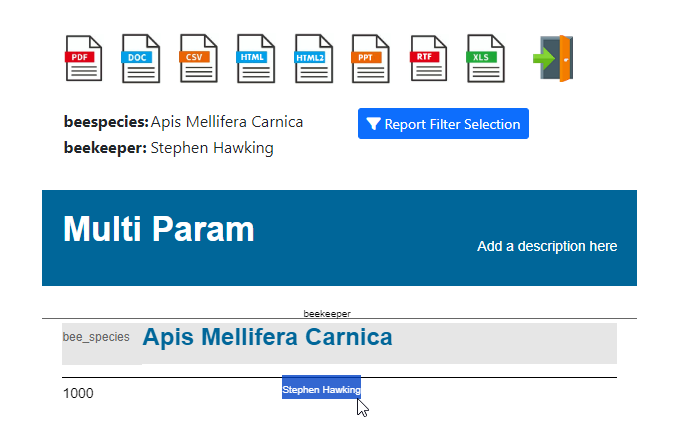 PDF DOC CSV HTML HTML2 PPT RTF XLS
beespecies: Apis Mellifera Carnica
Report Filter Selection
beekeeper: Stephen Hawking
Multi Param
Add a description here
beekeeper
bee_species Apis Mellifera Carnica
1000 Stephen Hawking